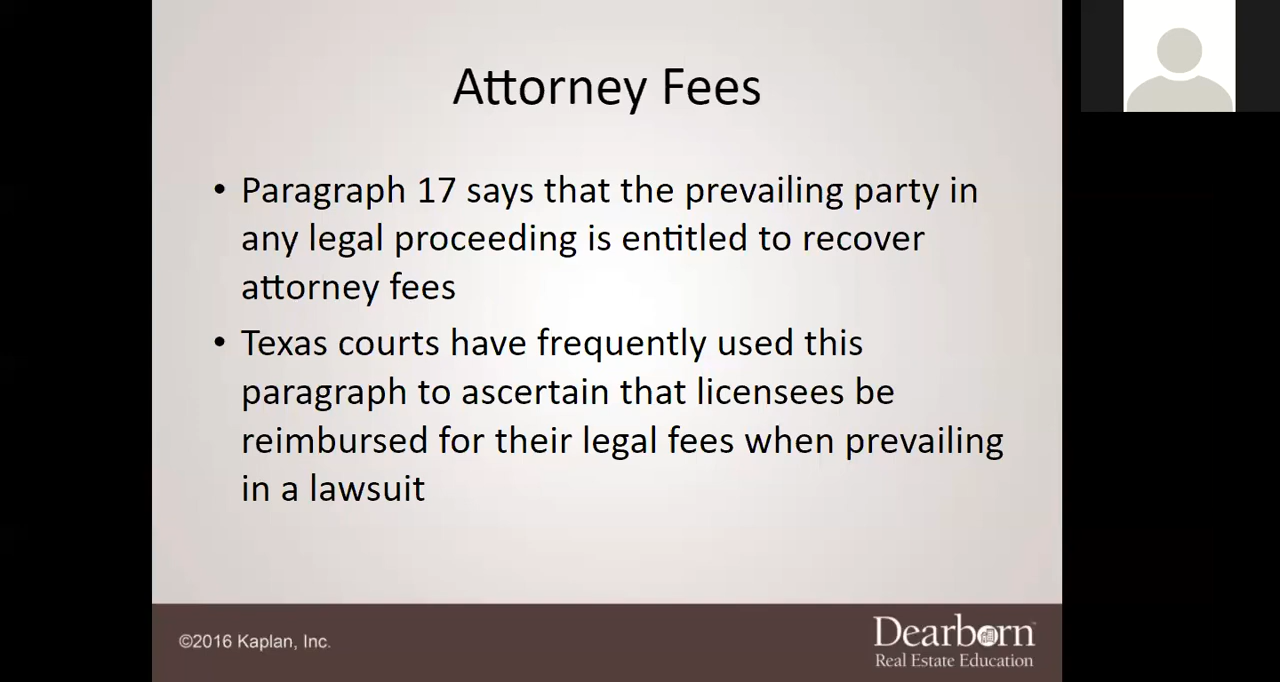 Attorney Fees
• Paragraph 17 says that the prevailing party in
any legal proceeding is entitled to recover
attorney fees
• Texas courts have frequently used this
paragraph to ascertain that licensees be
reimbursed for their legal fees when prevailing
in a lawsuit
©2016 Kaplan, Inc.
Dearborn™
Real Estate Education